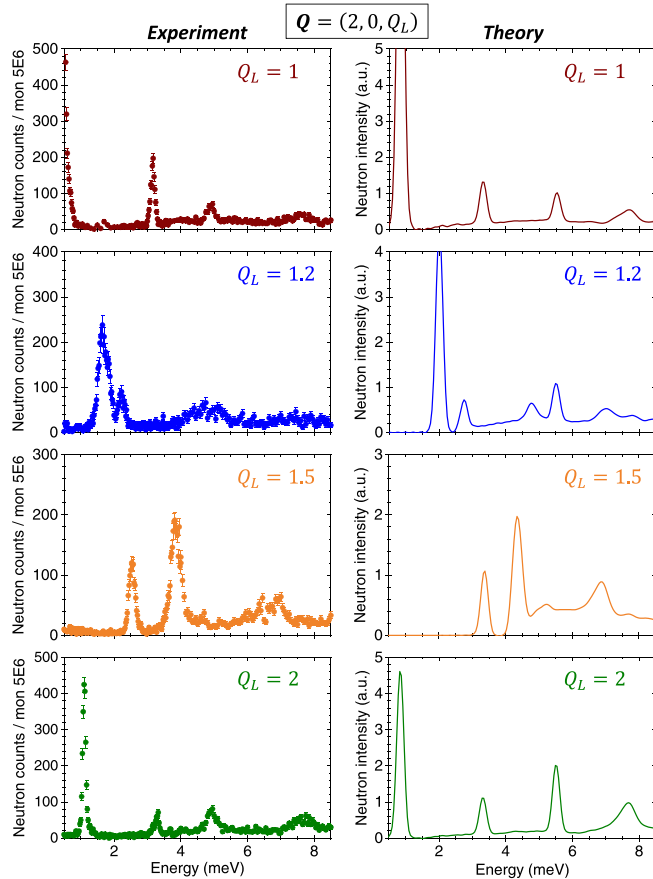 Experiment
Q = (2, 0, Q_L)
Theory
Neutron counts / mon 5E6
500
400
300
200
100
0
Q_L = 1
Neutron intensity (a.u.)
5
4
3
2
1
0
Q_L = 1
Neutron counts / mon 5E6
400
300
200
100
0
Q_L = 1.2
Neutron intensity (a.u.)
4
3
2
1
0
Q_L = 1.2
Neutron counts / mon 5E6
300
200
100
0
Q_L = 1.5
Neutron intensity (a.u.)
3
2
1
0
Q_L = 1.5
Neutron counts / mon 5E6
500
400
300
200
100
0
Q_L = 2
2 4 6 8
Energy (meV)
Neutron intensity (a.u.)
5
4
3
2
1
0
Q_L = 2
2 4 6 8
Energy (meV)